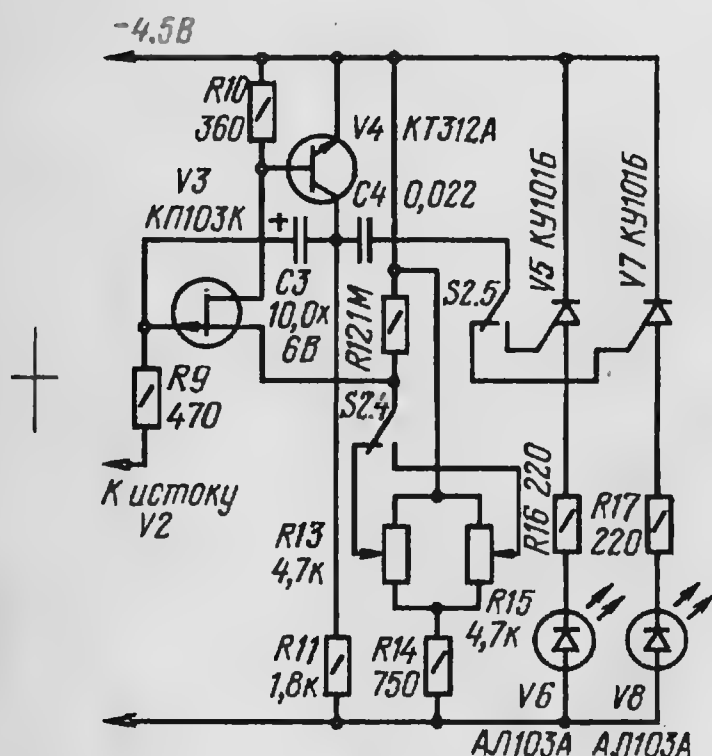 -4.5В
R10
360
V4 КТ312А
V3
КП103К
+
C4 0,022
C3
10,0х
6В
R12 1М
S2.5
V5 КУ101Б
V7 КУ101Б
R9
470
S2.4
К истоку
V2
R13
4,7к
R16 220
R17
220
R15
4,7к
R11
1,8к
R14
750
V6
V8
АЛ103А
АЛ103А